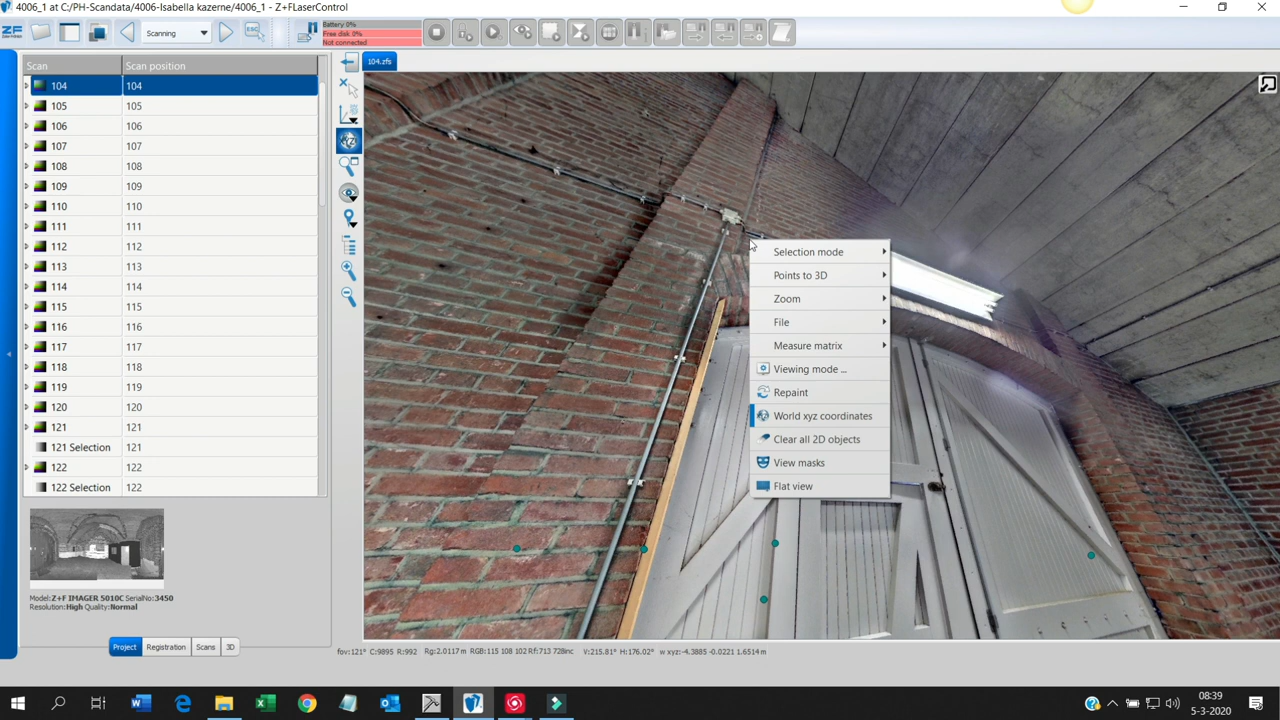 4006_1 at C:/PH-Scandata/4006-Isabella kazerne/4006_1 - Z+FLaserControl
ZF
Scanning
ESC
Battery 0%
Free disk 0%
Not connected
104.zfs
Scan Scan position
104 104
105 105
106 106
107 107
108 108
109 109
110 110
111 111
112 112
113 113
114 114
115 115
116 116
117 117
118 118
119 119
120 120
121 121
121 Selection 121
122 122
122 Selection 122
XYZ
Selection mode
Points to 3D
Zoom
File
Measure matrix
Viewing mode ...
Repaint
World xyz coordinates
Clear all 2D objects
View masks
Flat view
Model:Z+F IMAGER 5010C SerialNo:3450
Resolution:High Quality:Normal
Project Registration Scans 3D
fov:121° C:9895 R:992 Rg:2.0117 m RGB:115 108 102 Rf:713 728inc V:215.81° H:176.02° w xyz:-4.3885 -0.0221 1.6514 m
08:39
5-3-2020